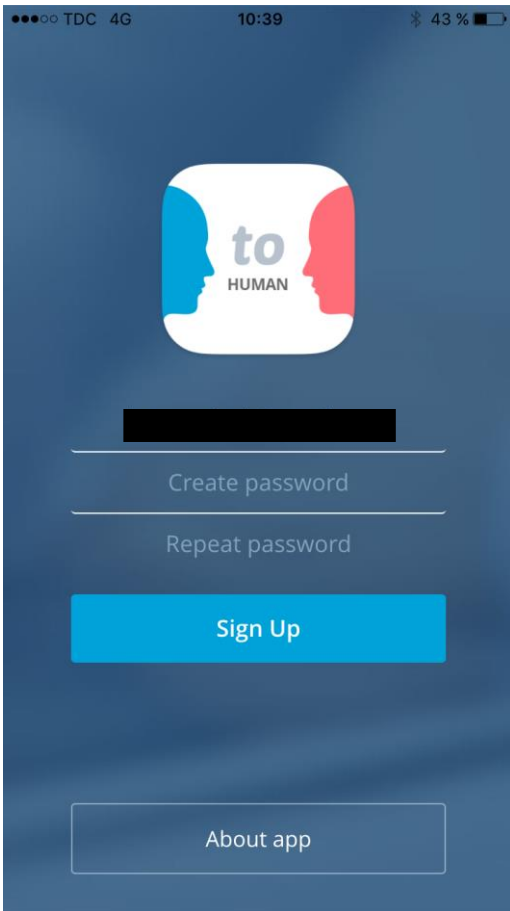 TDC 4G 10:39 43 %
to
HUMAN
Create password
Repeat password
Sign Up
About app